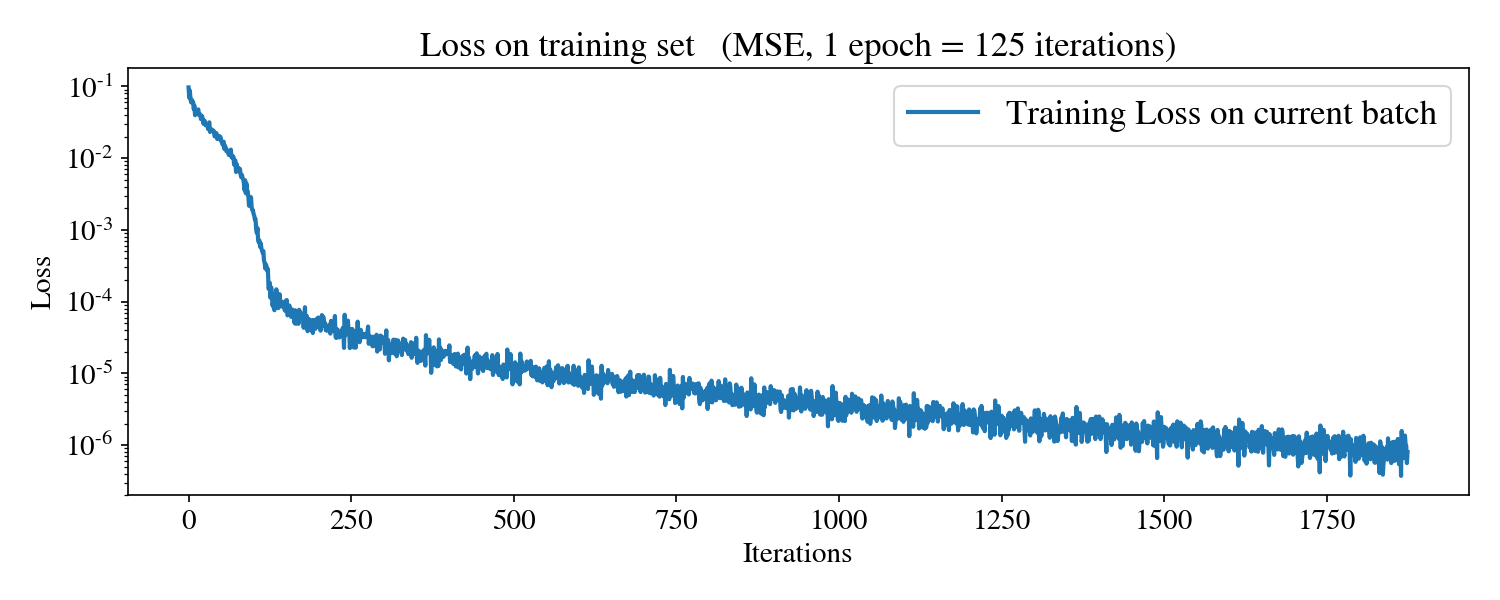 Loss on training set (MSE, 1 epoch = 125 iterations)
Training Loss on current batch
Loss
10^-1
10^-2
10^-3
10^-4
10^-5
10^-6
0 250 500 750 1000 1250 1500 1750
Iterations